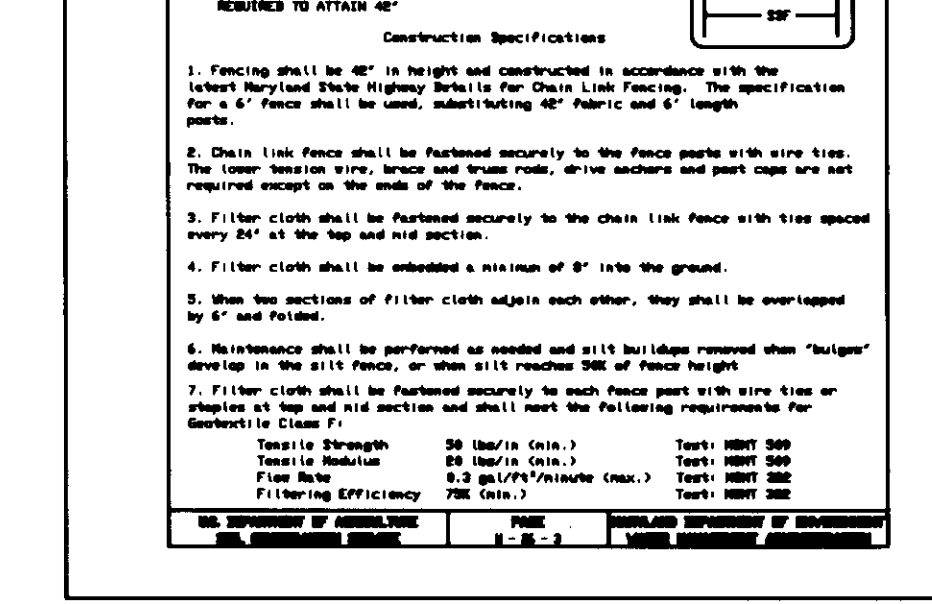 REQUIRED TO ATTAIN 42"
SSF
Construction Specifications
1. Fencing shall be 42" in height and constructed in accordance with the
latest Maryland State Highway Details for Chain Link Fencing. The specification
for a 6' fence shall be used, substituting 42" fabric and 6' length
posts.
2. Chain link fence shall be fastened securely to the fence posts with wire ties.
The lower tension wire, brace and truss rods, drive anchors and post caps are not
required except on the ends of the fence.
3. Filter cloth shall be fastened securely to the chain link fence with ties spaced
every 24" at the top and mid section.
4. Filter cloth shall be embedded a minimum of 8" into the ground.
5. When two sections of filter cloth adjoin each other, they shall be overlapped
by 6" and folded.
6. Maintenance shall be performed as needed and silt buildups removed when "bulges"
develop in the silt fence, or when silt reaches 50% of fence height
7. Filter cloth shall be fastened securely to each fence post with wire ties or
staples at top and mid section and shall meet the following requirements for
Geotextile Class F:
Tensile Strength 50 lbs/in (min.) Test: MSMT 509
Tensile Modulus 20 lbs/in (min.) Test: MSMT 509
Flow Rate 0.3 gal/ft²/minute (max.) Test: MSMT 322
Filtering Efficiency 75% (min.) Test: MSMT 322
U.S. DEPARTMENT OF AGRICULTURE PAGE MARYLAND DEPARTMENT OF ENVIRONMENT
SOIL CONSERVATION SERVICE WATER MANAGEMENT ADMINISTRATION